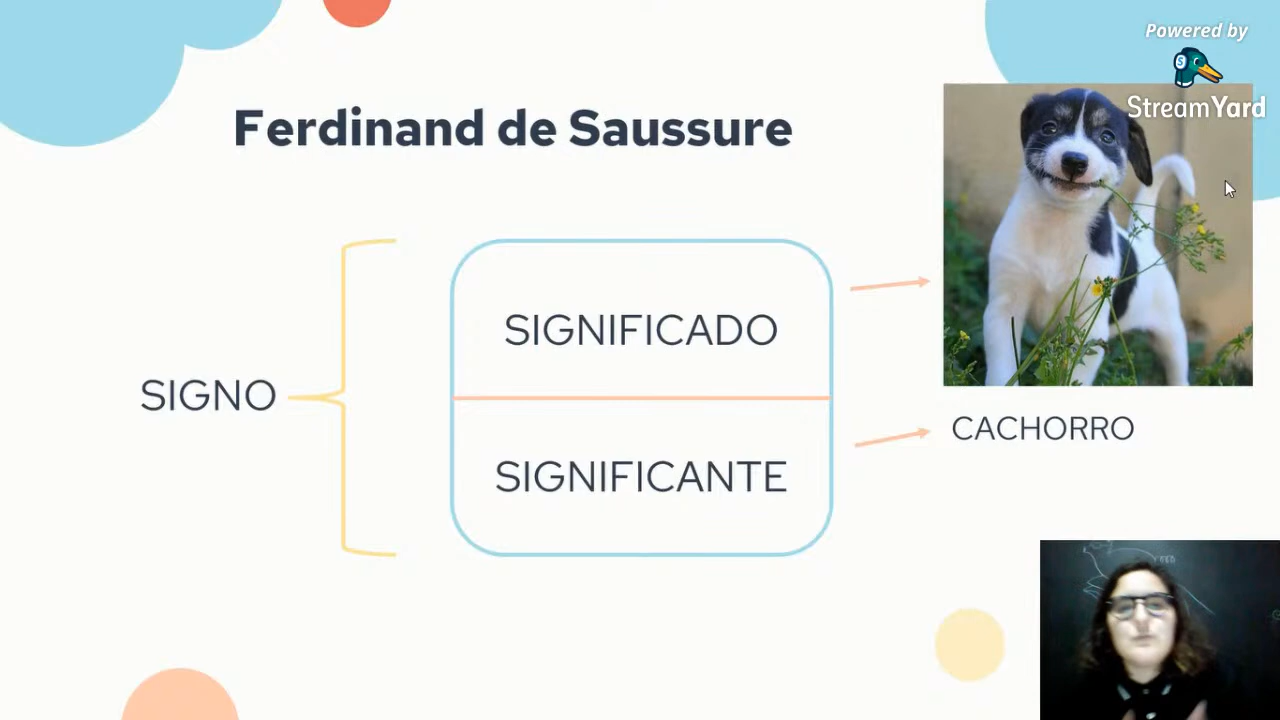 Powered by
StreamYard
Ferdinand de Saussure
SIGNIFICADO
SIGNO
CACHORRO
SIGNIFICANTE